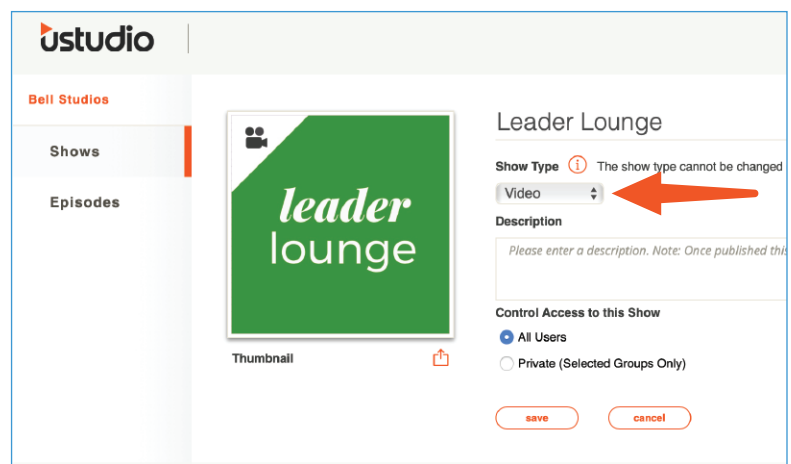 ustudio
Bell Studios
Shows
Episodes
leader
lounge
Thumbnail
Leader Lounge
Show Type i The show type cannot be changed
Video
Description
Please enter a description. Note: Once published this
Control Access to this Show
All Users
Private (Selected Groups Only)
save cancel